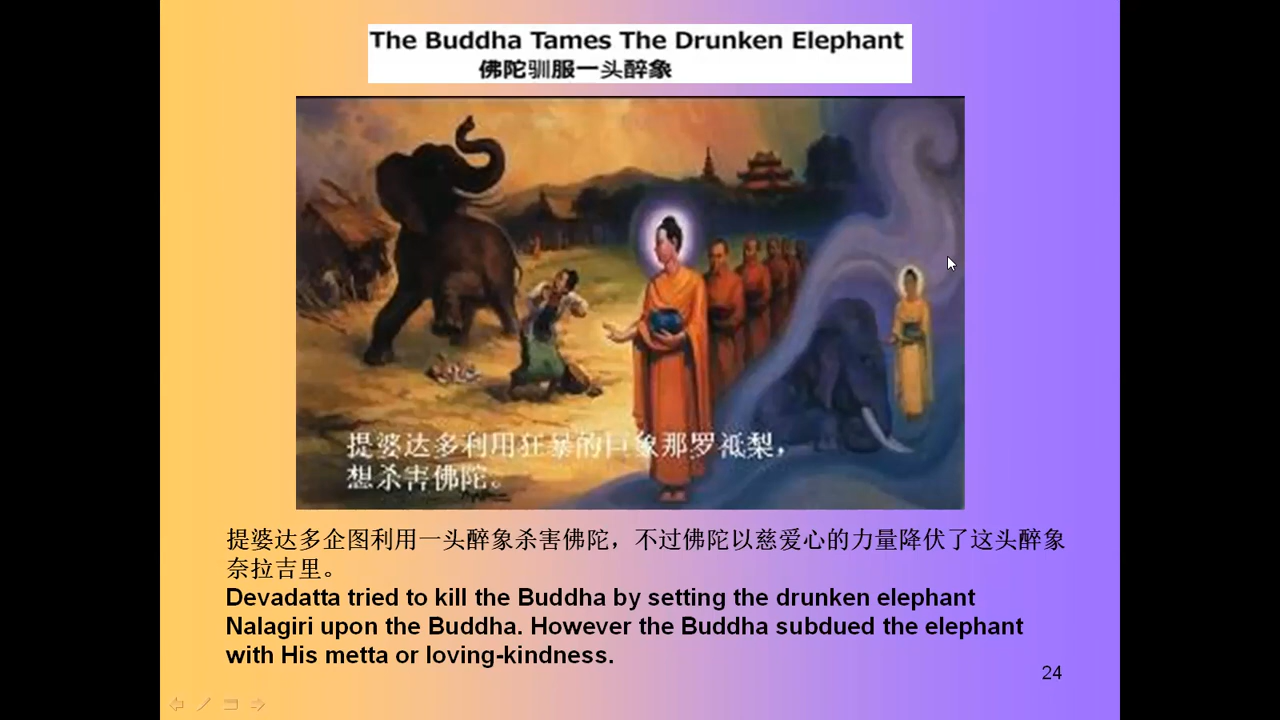 The Buddha Tames The Drunken Elephant
佛陀驯服一头醉象
提婆达多利用狂暴的巨象那罗祗梨，
想杀害佛陀。
提婆达多企图利用一头醉象杀害佛陀，不过佛陀以慈爱心的力量降伏了这头醉象
奈拉吉里。
Devadatta tried to kill the Buddha by setting the drunken elephant
Nalagiri upon the Buddha. However the Buddha subdued the elephant
with His metta or loving-kindness.
24